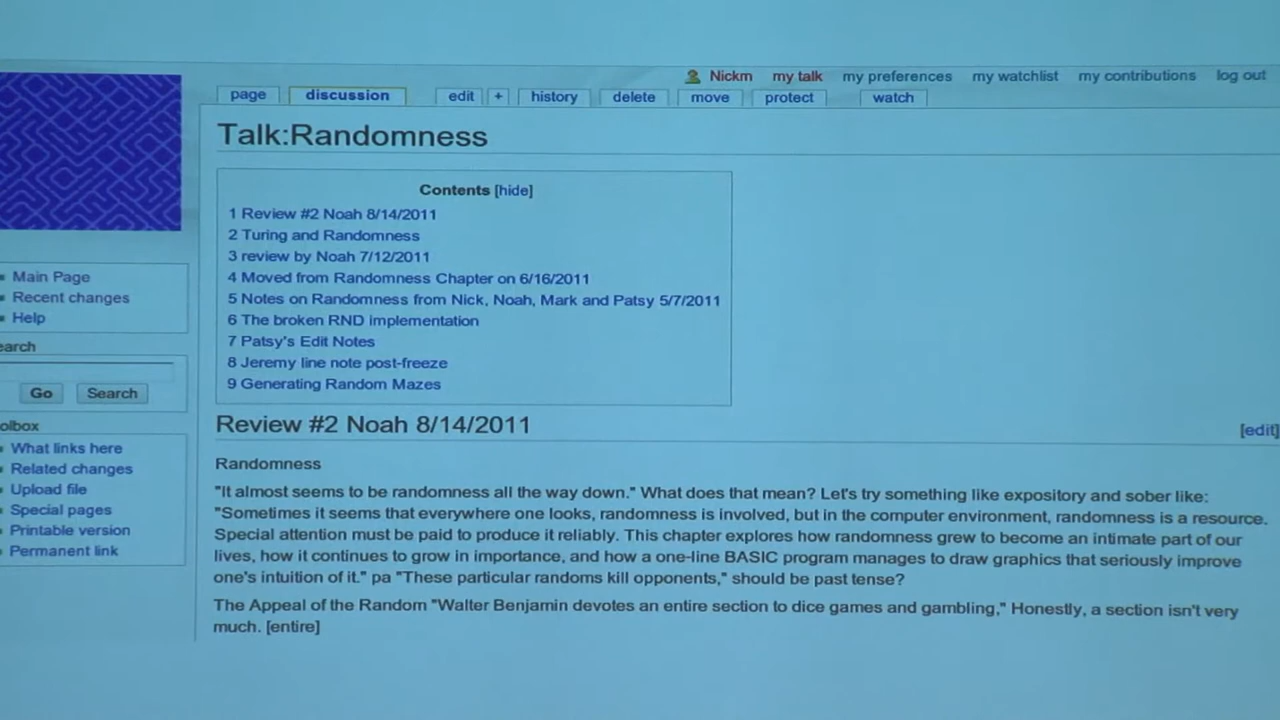 Nickm my talk my preferences my watchlist my contributions log out
page discussion edit + history delete move protect watch
Talk:Randomness
Contents [hide]
1 Review #2 Noah 8/14/2011
2 Turing and Randomness
3 review by Noah 7/12/2011
4 Moved from Randomness Chapter on 6/16/2011
5 Notes on Randomness from Nick, Noah, Mark and Patsy 5/7/2011
6 The broken RND implementation
7 Patsy's Edit Notes
8 Jeremy line note post-freeze
9 Generating Random Mazes
Main Page
Recent changes
Help
earch
Go Search
olbox
What links here
Related changes
Upload file
Special pages
Printable version
Permanent link
Review #2 Noah 8/14/2011 [edit]
Randomness
"It almost seems to be randomness all the way down." What does that mean? Let's try something like expository and sober like:
"Sometimes it seems that everywhere one looks, randomness is involved, but in the computer environment, randomness is a resource.
Special attention must be paid to produce it reliably. This chapter explores how randomness grew to become an intimate part of our
lives, how it continues to grow in importance, and how a one-line BASIC program manages to draw graphics that seriously improve
one's intuition of it." pa "These particular randoms kill opponents," should be past tense?
The Appeal of the Random "Walter Benjamin devotes an entire section to dice games and gambling," Honestly, a section isn't very
much. [entire]